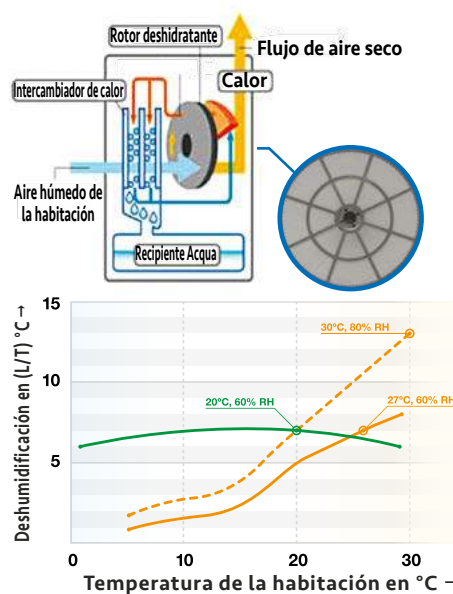 Rotor deshidratante
Flujo de aire seco
Calor
Intercambiador de calor
Aire húmedo de
la habitación
Recipiente Acqua
Deshumidificación en (L/T) °C →
15
10
5
30°C, 80% RH
20°C, 60% RH
27°C, 60% RH
0
10
20
30
Temperatura de la habitación en °C –